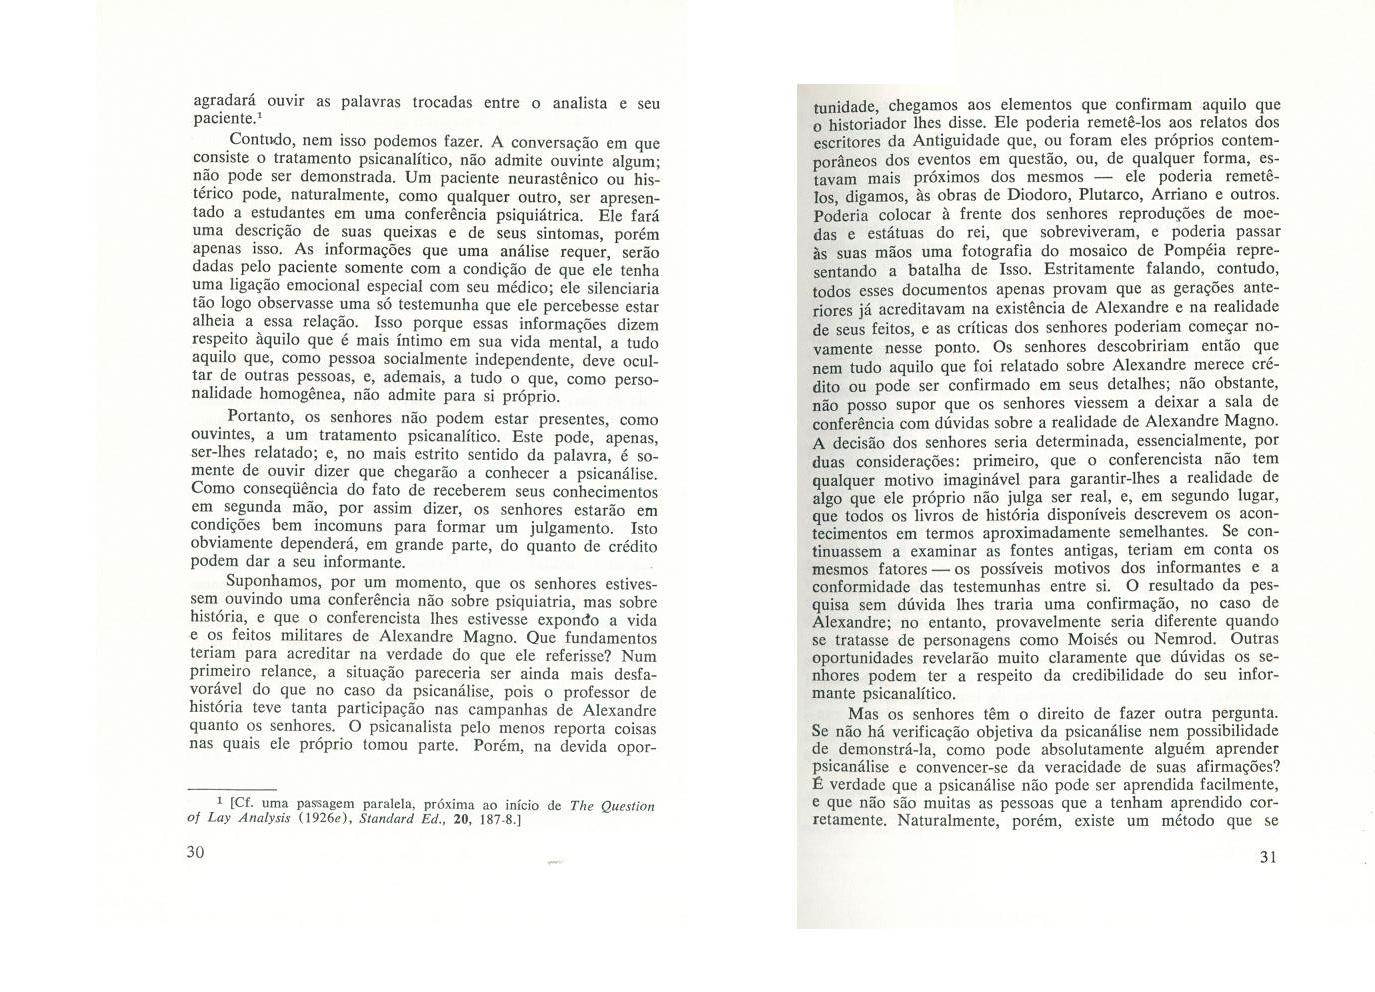 agradará ouvir as palavras trocadas entre o analista e seu
paciente.¹
Contudo, nem isso podemos fazer. A conversação em que
consiste o tratamento psicanalítico, não admite ouvinte algum;
não pode ser demonstrada. Um paciente neurastênico ou his-
térico pode, naturalmente, como qualquer outro, ser apresen-
tado a estudantes em uma conferência psiquiátrica. Ele fará
uma descrição de suas queixas e de seus sintomas, porém
apenas isso. As informações que uma análise requer, serão
dadas pelo paciente somente com a condição de que ele tenha
uma ligação emocional especial com seu médico; ele silenciaria
tão logo observasse uma só testemunha que ele percebesse estar
alheia a essa relação. Isso porque essas informações dizem
respeito àquilo que é mais íntimo em sua vida mental, a tudo
aquilo que, como pessoa socialmente independente, deve ocul-
tar de outras pessoas, e, ademais, a tudo o que, como perso-
nalidade homogênea, não admite para si próprio.
Portanto, os senhores não podem estar presentes, como
ouvintes, a um tratamento psicanalítico. Este pode, apenas,
ser-lhes relatado; e, no mais estrito sentido da palavra, é so-
mente de ouvir dizer que chegarão a conhecer a psicanálise.
Como conseqüência do fato de receberem seus conhecimentos
em segunda mão, por assim dizer, os senhores estarão em
condições bem incomuns para formar um julgamento. Isto
obviamente dependerá, em grande parte, do quanto de crédito
podem dar a seu informante.
Suponhamos, por um momento, que os senhores estives-
sem ouvindo uma conferência não sobre psiquiatria, mas sobre
história, e que o conferencista lhes estivesse expondo a vida
e os feitos militares de Alexandre Magno. Que fundamentos
teriam para acreditar na verdade do que ele referisse? Num
primeiro relance, a situação pareceria ser ainda mais desfa-
vorável do que no caso da psicanálise, pois o professor de
história teve tanta participação nas campanhas de Alexandre
quanto os senhores. O psicanalista pelo menos reporta coisas
nas quais ele próprio tomou parte. Porém, na devida opor-
¹ [Cf. uma passagem paralela, próxima ao início de The Question
of Lay Analysis (1926e), Standard Ed., 20, 187-8.]
30
tunidade, chegamos aos elementos que confirmam aquilo que
o historiador lhes disse. Ele poderia remetê-los aos relatos dos
escritores da Antiguidade que, ou foram eles próprios contem-
porâneos dos eventos em questão, ou, de qualquer forma, es-
tavam mais próximos dos mesmos — ele poderia remetê-
los, digamos, às obras de Diodoro, Plutarco, Arriano e outros.
Poderia colocar à frente dos senhores reproduções de moe-
das e estátuas do rei, que sobreviveram, e poderia passar
às suas mãos uma fotografia do mosaico de Pompéia repre-
sentando a batalha de Isso. Estritamente falando, contudo,
todos esses documentos apenas provam que as gerações ante-
riores já acreditavam na existência de Alexandre e na realidade
de seus feitos, e as críticas dos senhores poderiam começar no-
vamente nesse ponto. Os senhores descobririam então que
nem tudo aquilo que foi relatado sobre Alexandre merece cré-
dito ou pode ser confirmado em seus detalhes; não obstante,
não posso supor que os senhores viessem a deixar a sala de
conferência com dúvidas sobre a realidade de Alexandre Magno.
A decisão dos senhores seria determinada, essencialmente, por
duas considerações: primeiro, que o conferencista não tem
qualquer motivo imaginável para garantir-lhes a realidade de
algo que ele próprio não julga ser real, e, em segundo lugar,
que todos os livros de história disponíveis descrevem os acon-
tecimentos em termos aproximadamente semelhantes. Se con-
tinuassem a examinar as fontes antigas, teriam em conta os
mesmos fatores — os possíveis motivos dos informantes e a
conformidade das testemunhas entre si. O resultado da pes-
quisa sem dúvida lhes traria uma confirmação, no caso de
Alexandre; no entanto, provavelmente seria diferente quando
se tratasse de personagens como Moisés ou Nemrod. Outras
oportunidades revelarão muito claramente que dúvidas os se-
nhores podem ter a respeito da credibilidade do seu infor-
mante psicanalítico.
Mas os senhores têm o direito de fazer outra pergunta.
Se não há verificação objetiva da psicanálise nem possibilidade
de demonstrá-la, como pode absolutamente alguém aprender
psicanálise e convencer-se da veracidade de suas afirmações?
É verdade que a psicanálise não pode ser aprendida facilmente,
e que não são muitas as pessoas que a tenham aprendido cor-
retamente. Naturalmente, porém, existe um método que se
31